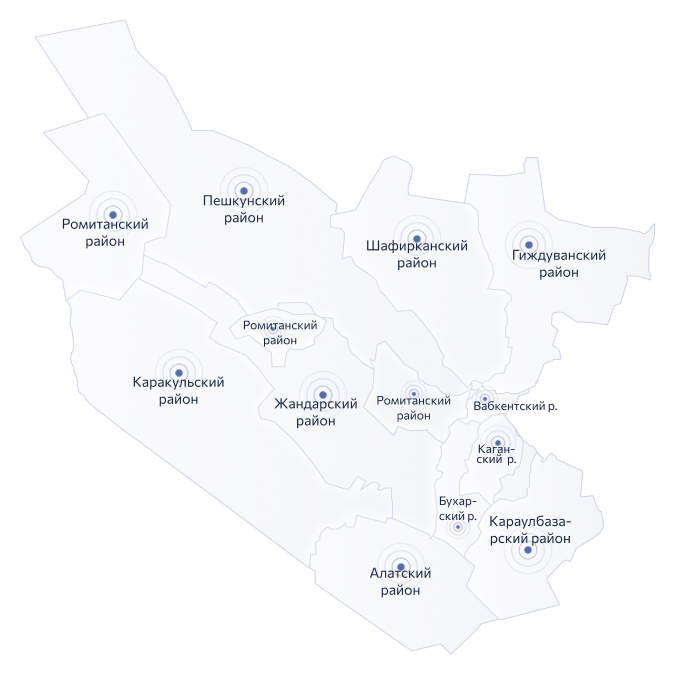 Пешкунский
район
Ромитанский
район
Шафирканский
район
Гиждуванский
район
Ромитанский
район
Каракульский
район
Жандарский
район
Ромитанский
район
Вабкентский р.
Каган-
ский р.
Бухар-
ский р.
Караулбаза-
рский район
Алатский
район